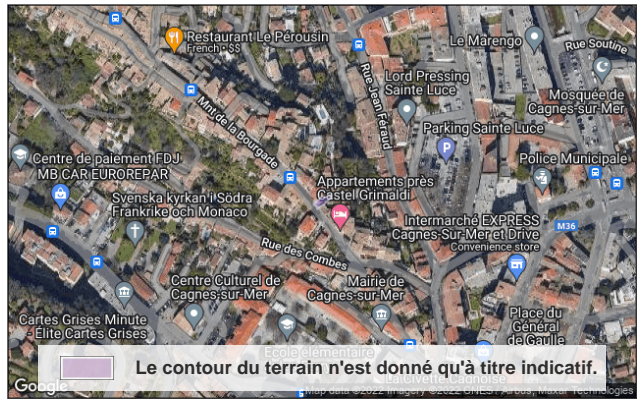 Restaurant Le Pérousin
French • $$
Le Marengo
Rue Soutine
Mnt de la Bourgade
Rue Jean Féraud
Lord Pressing
Sainte Luce
Mosquée de
Cagnes-sur-Mer
Parking Sainte Luce
Centre de paiement FDJ
MB CAR EUROREPAR
Police Municipale
Svenska kyrkan i Södra
Frankrike och Monaco
Appartements près
Castell Grimaldi
Intermarché EXPRESS
Cagnes-Sur-Mer et Drive
Convenience store
M36
Rue des Combes
Centre Culturel de
Cagnes-sur-Mer
Mairie de
Cagnes-sur-Mer
Cartes Grises Minute
- Elite Cartes Grises
Place du
Général
de Gaulle
École élémentaire
Le contour du terrain n'est donné qu'à titre indicatif.
La Civette Cagnoise
Google
Map data ©2022 Imagery ©2022 CNES / Airbus, Maxar Technologies